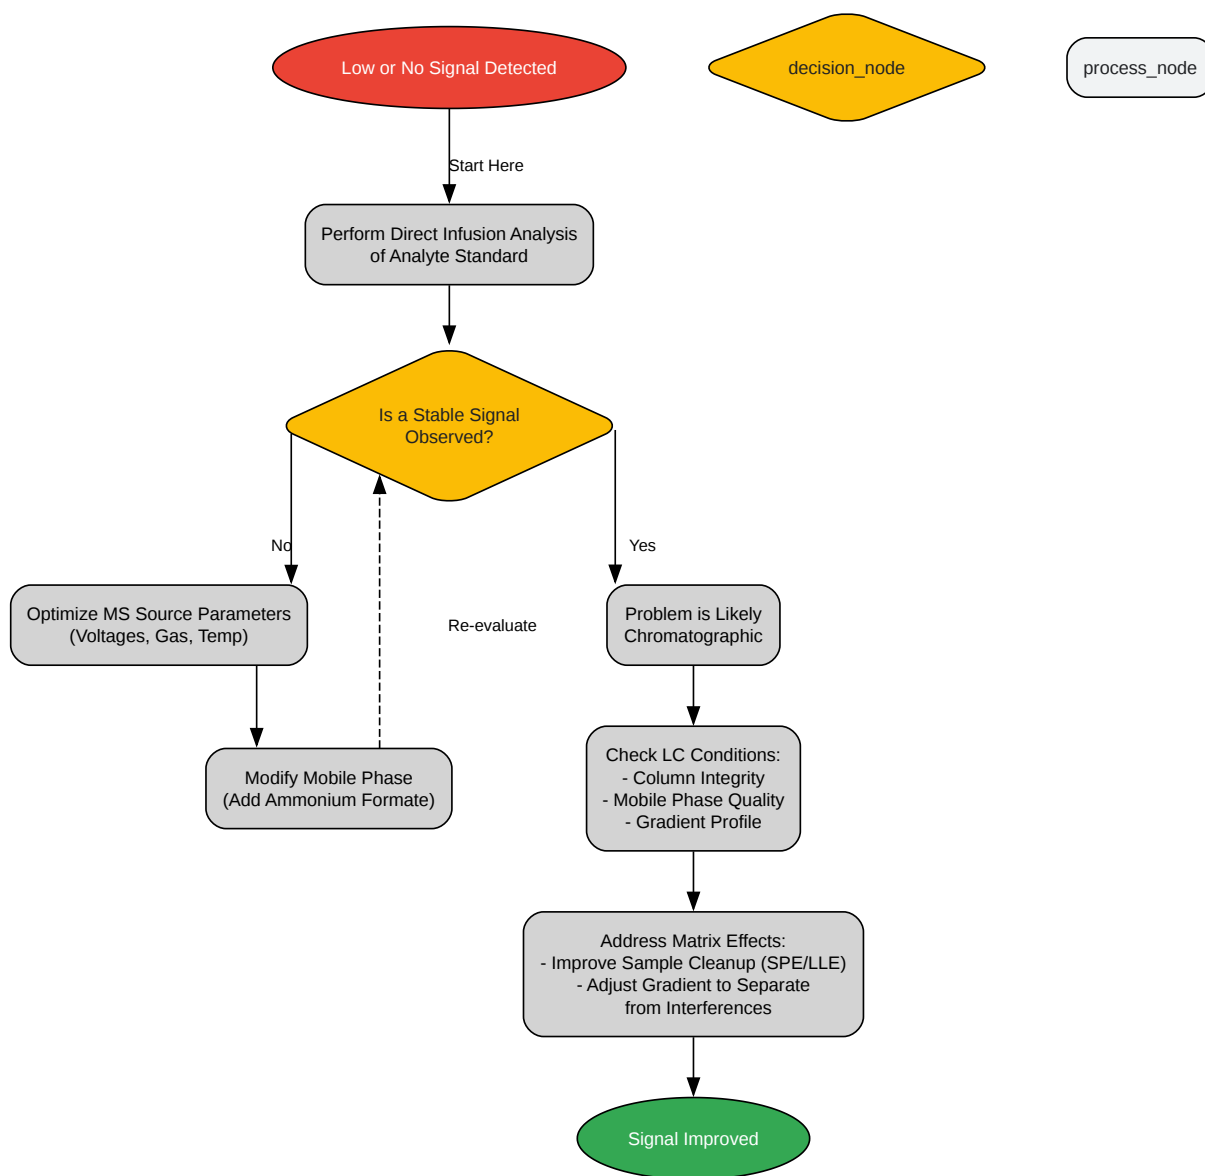 Low or No Signal Detected
decision_node
process_node
Start Here
Perform Direct Infusion Analysis
of Analyte Standard
Is a Stable Signal
Observed?
No
Yes
Optimize MS Source Parameters
(Voltages, Gas, Temp)
Re-evaluate
Problem is Likely
Chromatographic
Modify Mobile Phase
(Add Ammonium Formate)
Check LC Conditions:
- Column Integrity
- Mobile Phase Quality
- Gradient Profile
Address Matrix Effects:
- Improve Sample Cleanup (SPE/LLE)
- Adjust Gradient to Separate
from Interferences
Signal Improved